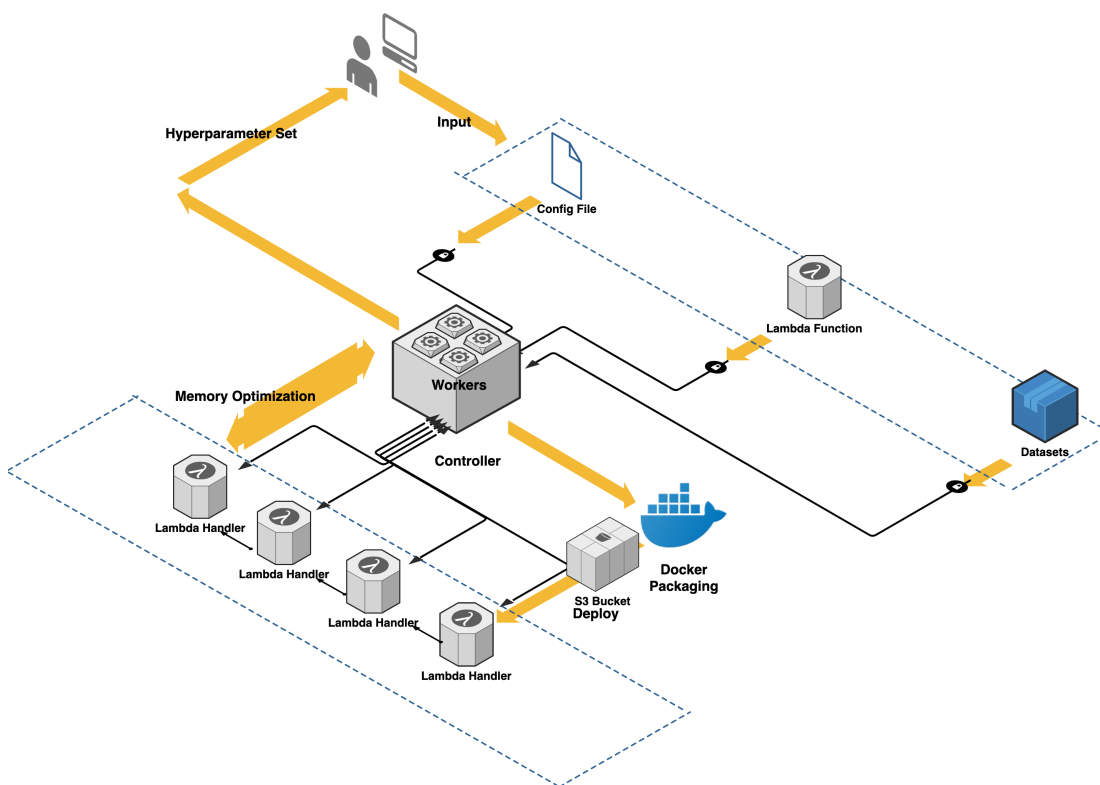 Hyperparameter Set
Input
Config File
Lambda Function
Workers
Memory Optimization
Controller
Datasets
Lambda Handler
Lambda Handler
Lambda Handler
Lambda Handler
Docker
Packaging
S3 Bucket
Deploy